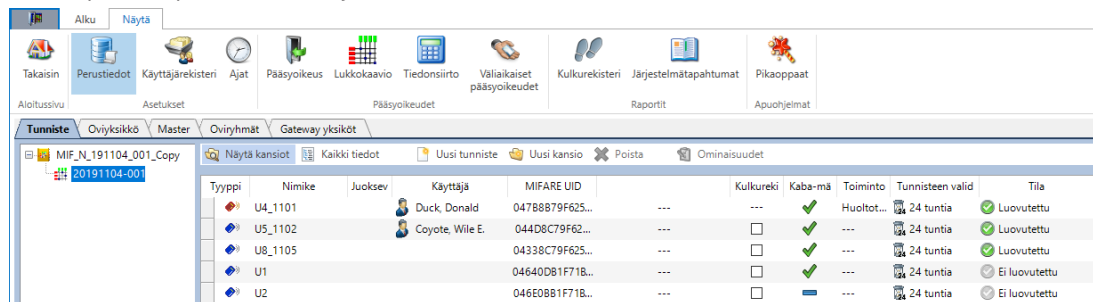 Alku Näytä
Takaisin Perustiedot Käyttäjärekisteri Ajat Pääsyoikeus Lukkokaavio Tiedonsiirto Väliaikaiset pääsyoikeudet Kulkurekisteri Järjestelmätapahtumat Pikaoppaat
Aloitussivu Asetukset Pääsyoikeudet Raportit Apuohjelmat
Tunniste Oviyksikkö Master Oviryhmät Gateway yksiköt
MIF_N_191104_001_Copy Näytä kansiot Kaikki tiedot Uusi tunniste Uusi kansio Poista Ominaisuudet
20191104-001
Tyyppi Nimike Juoksev Käyttäjä MIFARE UID Kulkureki Kaba-mä Toiminto Tunnisteen valid Tila
U4_1101 Duck, Donald 047B8B79F625... --- --- Huoltot... 24 tuntia Luovutettu
U5_1102 Coyote, Wile E. 044D8C79F62... --- --- 24 tuntia Luovutettu
U8_1105 04338C79F625... --- --- 24 tuntia Luovutettu
U1 04640DB1F71B... --- --- 24 tuntia Ei luovutettu
U2 046E0BB1F71B... --- --- 24 tuntia Ei luovutettu